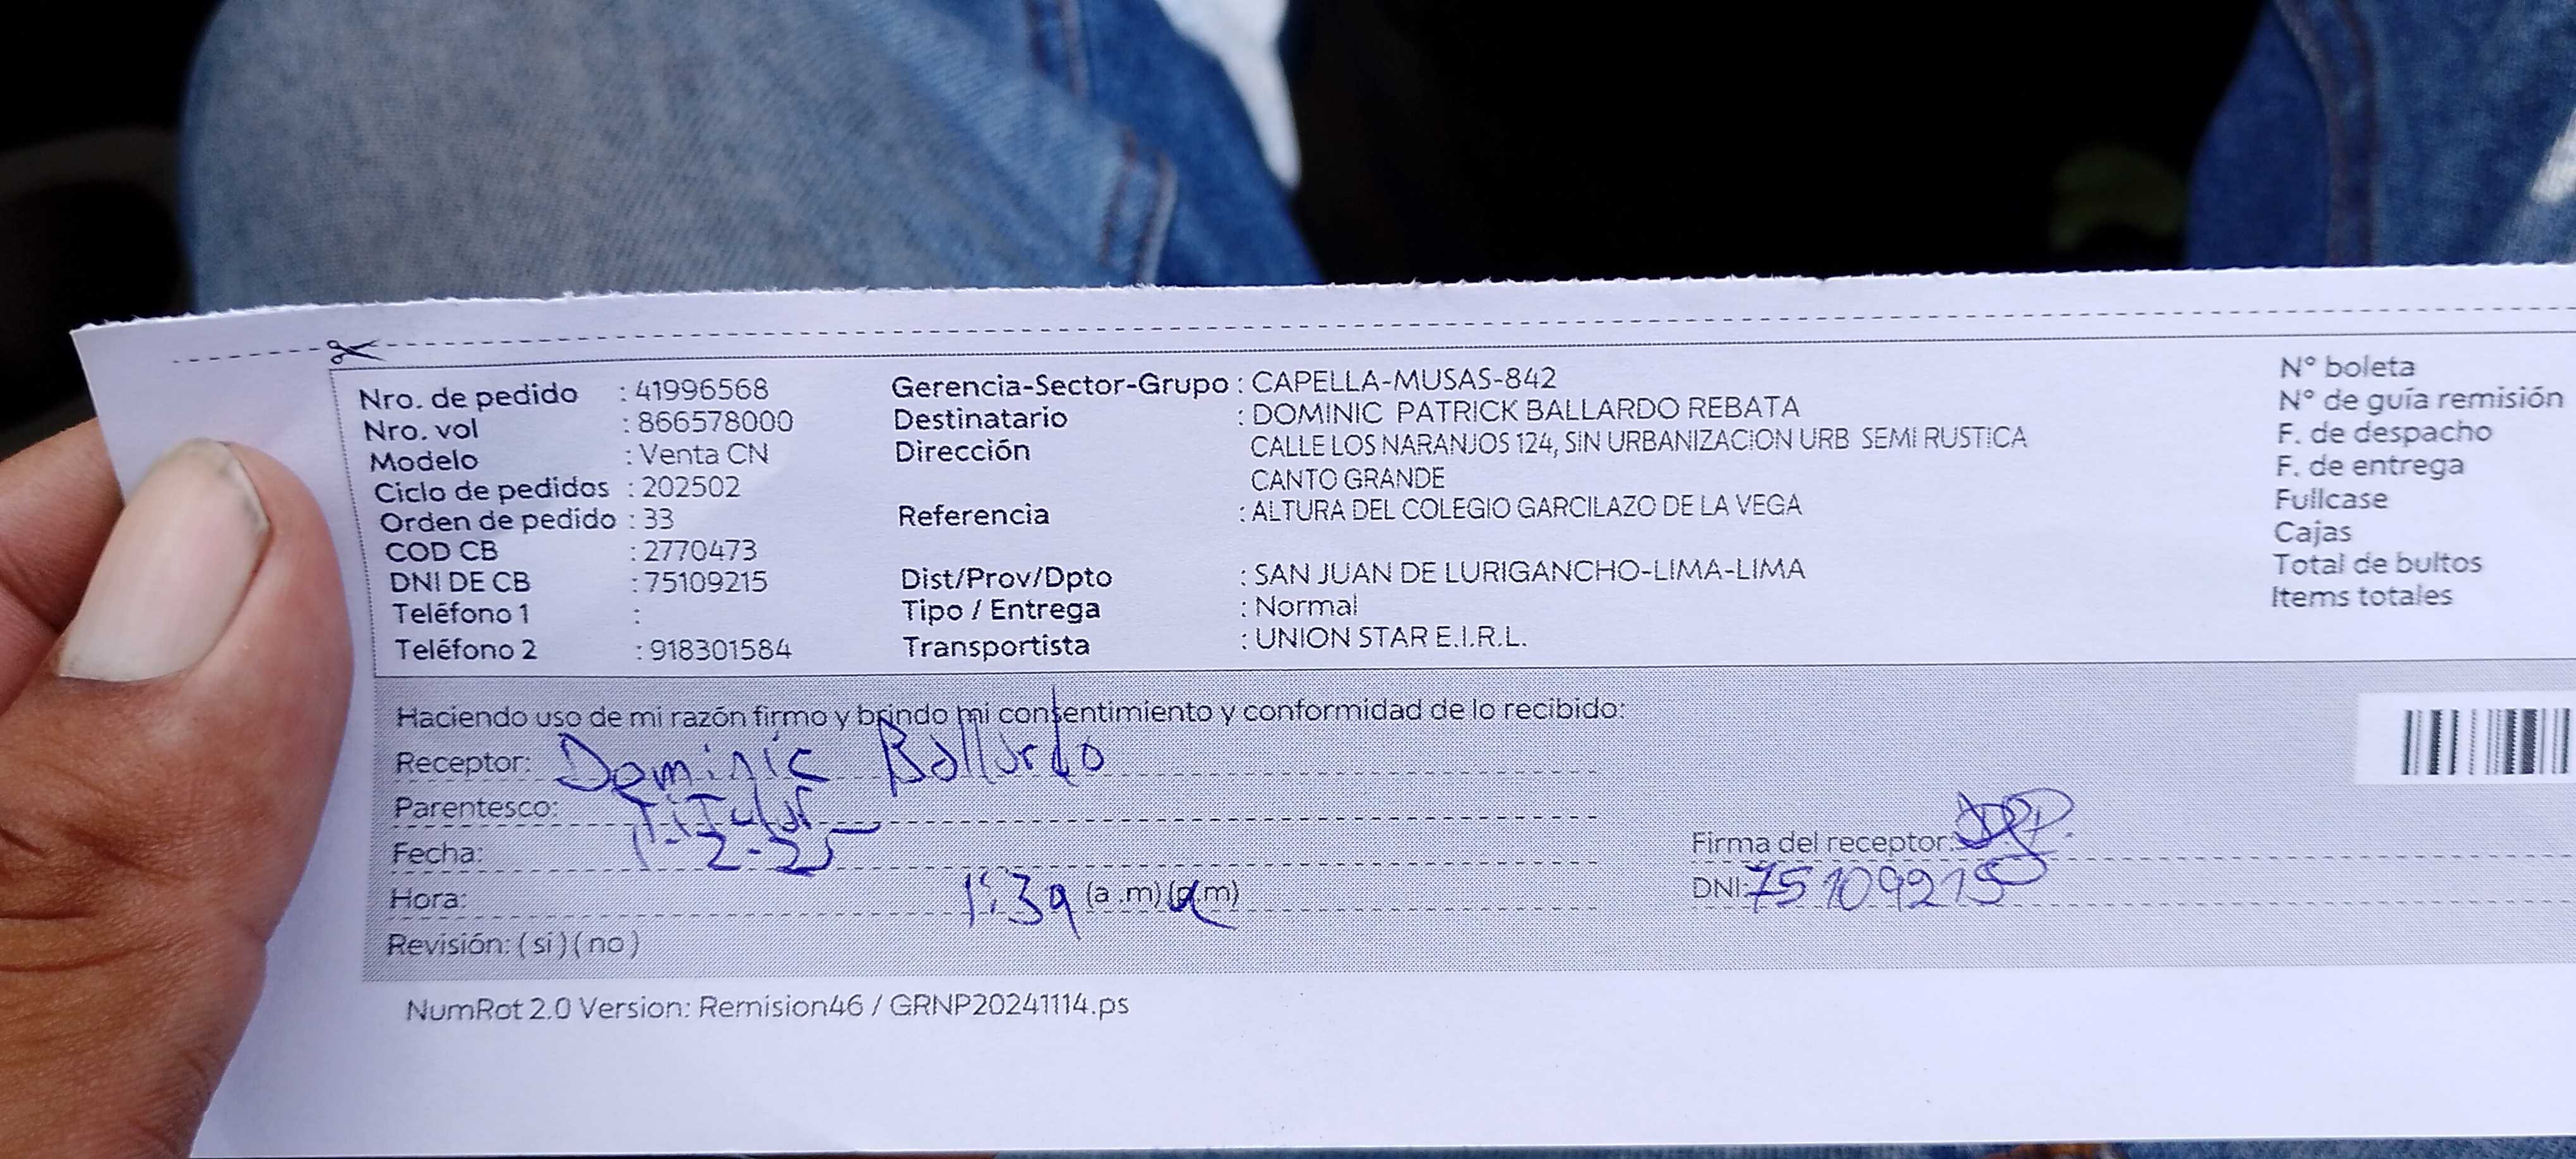 Nro. de pedido : 41996568 Gerencia-Sector-Grupo : CAPELLA-MUSAS-842 N° boleta
Nro. vol : 866578000 Destinatario : DOMINIC PATRICK BALLARDO REBATA N° de guía remisión
Modelo : Venta CN Dirección CALLE LOS NARANJOS 124, SIN URBANIZACION URB SEMI RUSTICA F. de despacho
Ciclo de pedidos : 202502 CANTO GRANDE F. de entrega
Orden de pedido : 33 Referencia : ALTURA DEL COLEGIO GARCILAZO DE LA VEGA Fullcase
COD CB : 2770473 Cajas
DNI DE CB : 75109215 Dist/Prov/Dpto : SAN JUAN DE LURIGANCHO-LIMA-LIMA Total de bultos
Teléfono 1 : Tipo / Entrega : Normal Items totales
Teléfono 2 : 918301584 Transportista : UNION STAR E.I.R.L.
Haciendo uso de mi razón firmo y brindo mi consentimiento y conformidad de lo recibido:
Receptor: Dominic Ballardo
Parentesco: Titular
Fecha: 1-2-25 Firma del receptor:
Hora: 1:39 (a .m) (p.m) DNI: 75109215
Revisión: ( si ) ( no )
NumRot 2.0 Version: Remision46 / GRNP20241114.ps